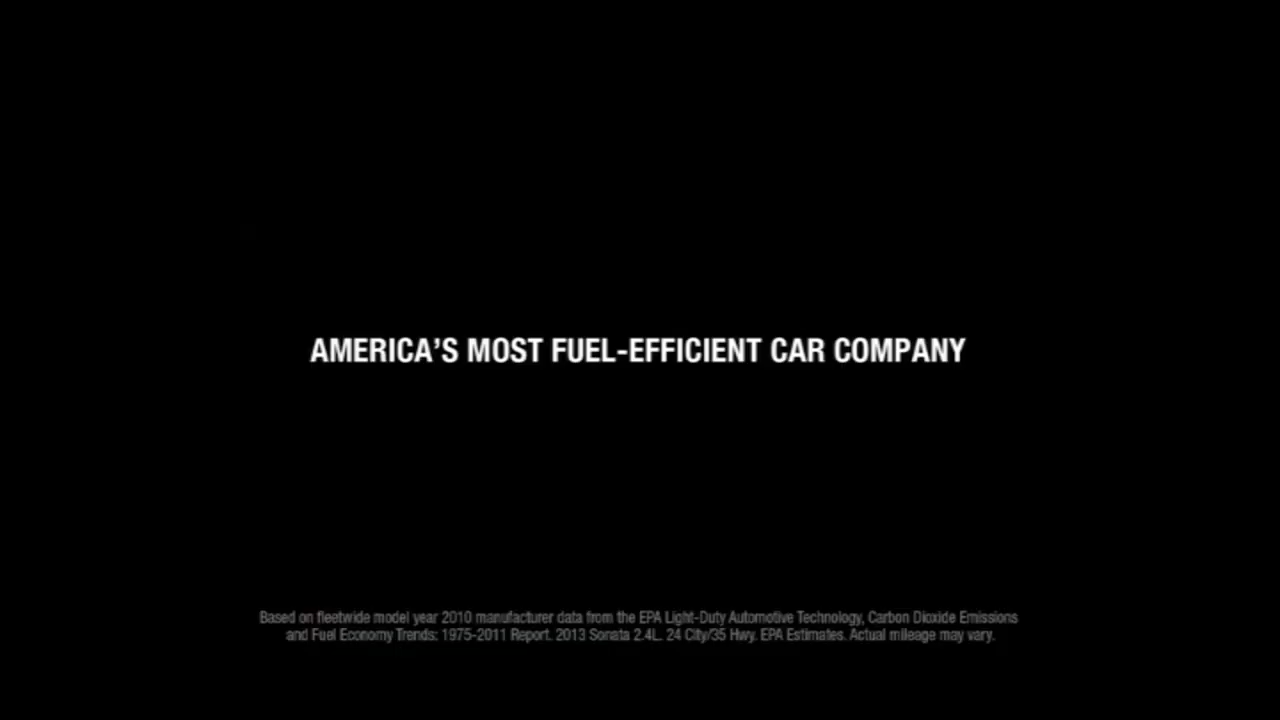 AMERICA'S MOST FUEL-EFFICIENT CAR COMPANY
Based on fleetwide model year 2010 manufacturer data from the EPA Light-Duty Automotive Technology, Carbon Dioxide Emissions
and Fuel Economy Trends: 1975-2011 Report. 2013 Sonata 2.4L. 24 City/35 Hwy. EPA Estimates. Actual mileage may vary.